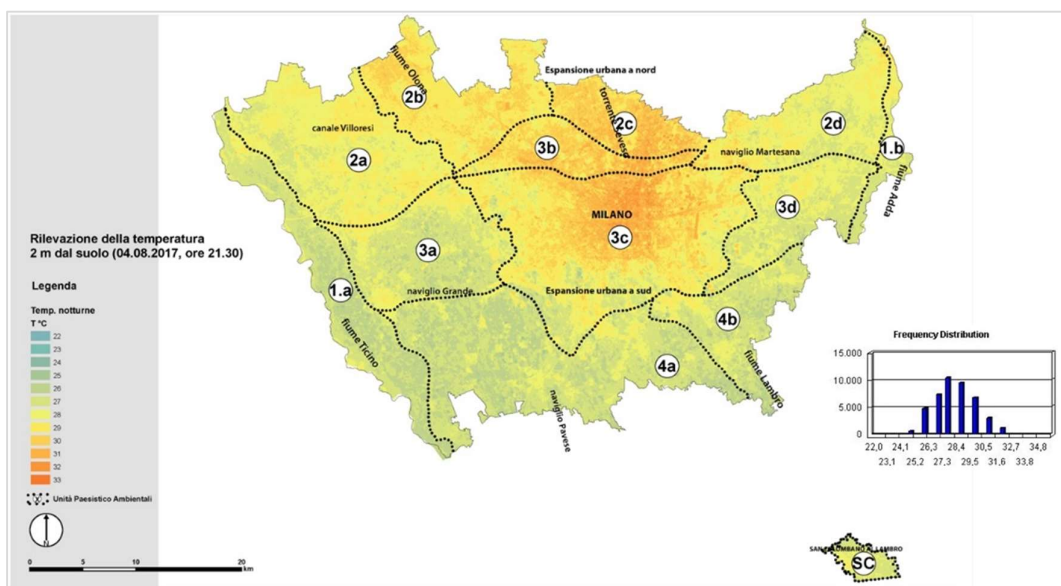 Espansione urbana a nord
fiume Olona
2b
2c
torrente Seveso
canale Villoresi
3b
2d
2a
naviglio Martesana
1.b
fiume Adda
MILANO
3d
3c
Rilevazione della temperatura
2 m dal suolo (04.08.2017, ore 21.30)
3a
Legenda
1.a
naviglio Grande
Espansione urbana a sud
Temp. notturne
T °C
22
23
24
25
26
27
28
29
30
31
32
33
4b
fiume Ticino
4a
fiume Lambro
naviglio Pavese
Frequency Distribution
15.000
10.000
5.000
0
22,0 24,1 26,3 28,4 30,5 32,7 34,8
23,1 25,2 27,3 29,5 31,6 33,8
Unità Paesistico Ambientali
N
0 5 10 20
km
SAN COLOMBANO AL LAMBRO
SC